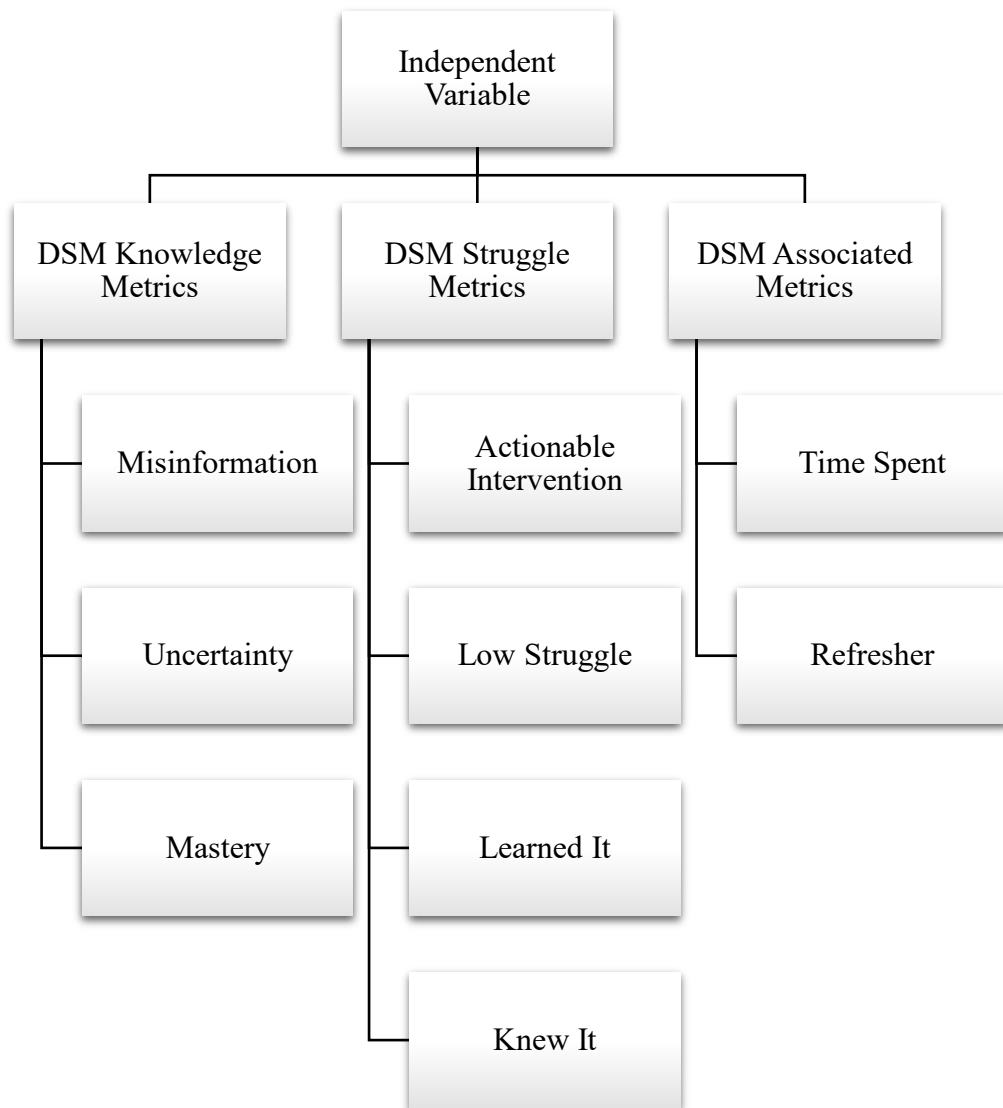 Independent
Variable
DSM Knowledge
Metrics
DSM Struggle
Metrics
DSM Associated
Metrics
Misinformation
Uncertainty
Mastery
Actionable
Intervention
Low Struggle
Learned It
Knew It
Time Spent
Refresher